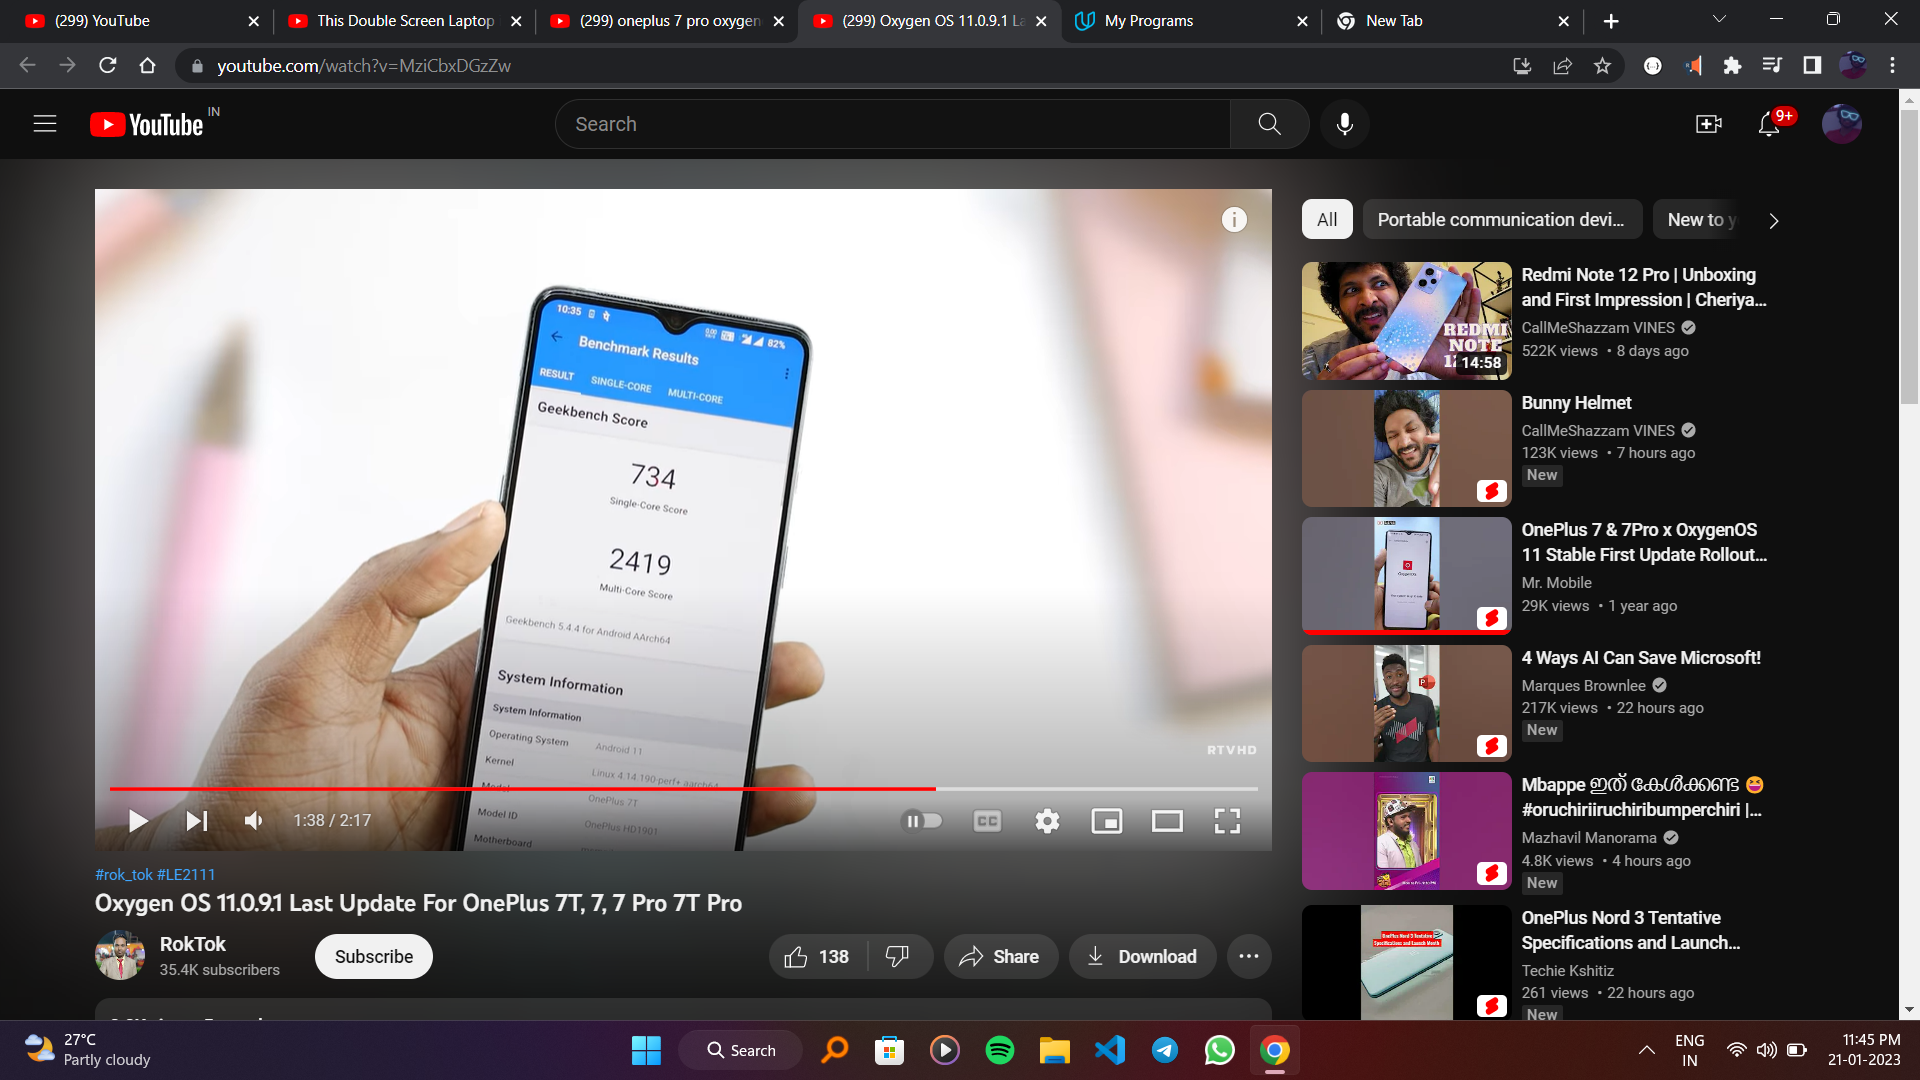 (299) YouTube
This Double Screen Laptop
(299) oneplus 7 pro oxygen
(299) Oxygen OS 11.0.9.1 La
My Programs
New Tab
youtube.com/watch?v=MziCbxDGzZw
YouTube
IN
Search
9+
10:35
82%
Benchmark Results
RESULT
SINGLE-CORE
MULTI-CORE
Geekbench Score
734
Single-Core Score
2419
Multi-Core Score
Geekbench 5.4.4 for Android AArch64
System Information
System Information
Operating System
Android 11
Kernel
Linux 4.14.190-perf+ aarch64
Model
OnePlus 7T
Model ID
OnePlus HD1901
Motherboard
RTVHD
1:38 / 2:17
CC
#rok_tok #LE2111
Oxygen OS 11.0.9.1 Last Update For OnePlus 7T, 7, 7 Pro 7T Pro
RokTok
35.4K subscribers
Subscribe
138
Share
Download
All
Portable communication devi...
New to y
REDMI
NOTE
14:58
Redmi Note 12 Pro | Unboxing
and First Impression | Cheriya...
CallMeShazzam VINES
522K views • 8 days ago
Bunny Helmet
CallMeShazzam VINES
123K views • 7 hours ago
New
OnePlus 7 & 7Pro x OxygenOS
11 Stable First Update Rollout...
Mr. Mobile
29K views • 1 year ago
4 Ways AI Can Save Microsoft!
Marques Brownlee
217K views • 22 hours ago
New
Mbappe ഇത് കേൾക്കണ്ട 😆
#oruchiriiruchiribumperchiri |...
Mazhavil Manorama
4.8K views • 4 hours ago
New
OnePlus Nord 3 Tentative
Specifications and Launch Month
OnePlus Nord 3 Tentative
Specifications and Launch...
Techie Kshitiz
261 views • 22 hours ago
New
27°C
Partly cloudy
Search
ENG
IN
11:45 PM
21-01-2023